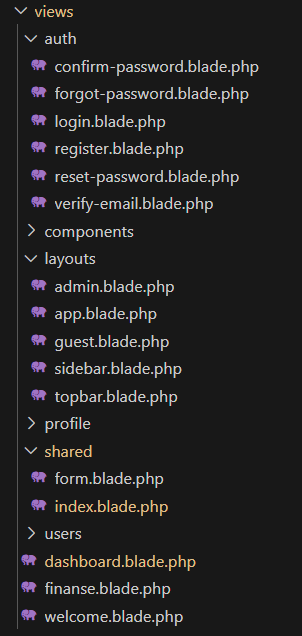 views
auth
confirm-password.blade.php
forgot-password.blade.php
login.blade.php
register.blade.php
reset-password.blade.php
verify-email.blade.php
components
layouts
admin.blade.php
app.blade.php
guest.blade.php
sidebar.blade.php
topbar.blade.php
profile
shared
form.blade.php
index.blade.php
users
dashboard.blade.php
finanse.blade.php
welcome.blade.php